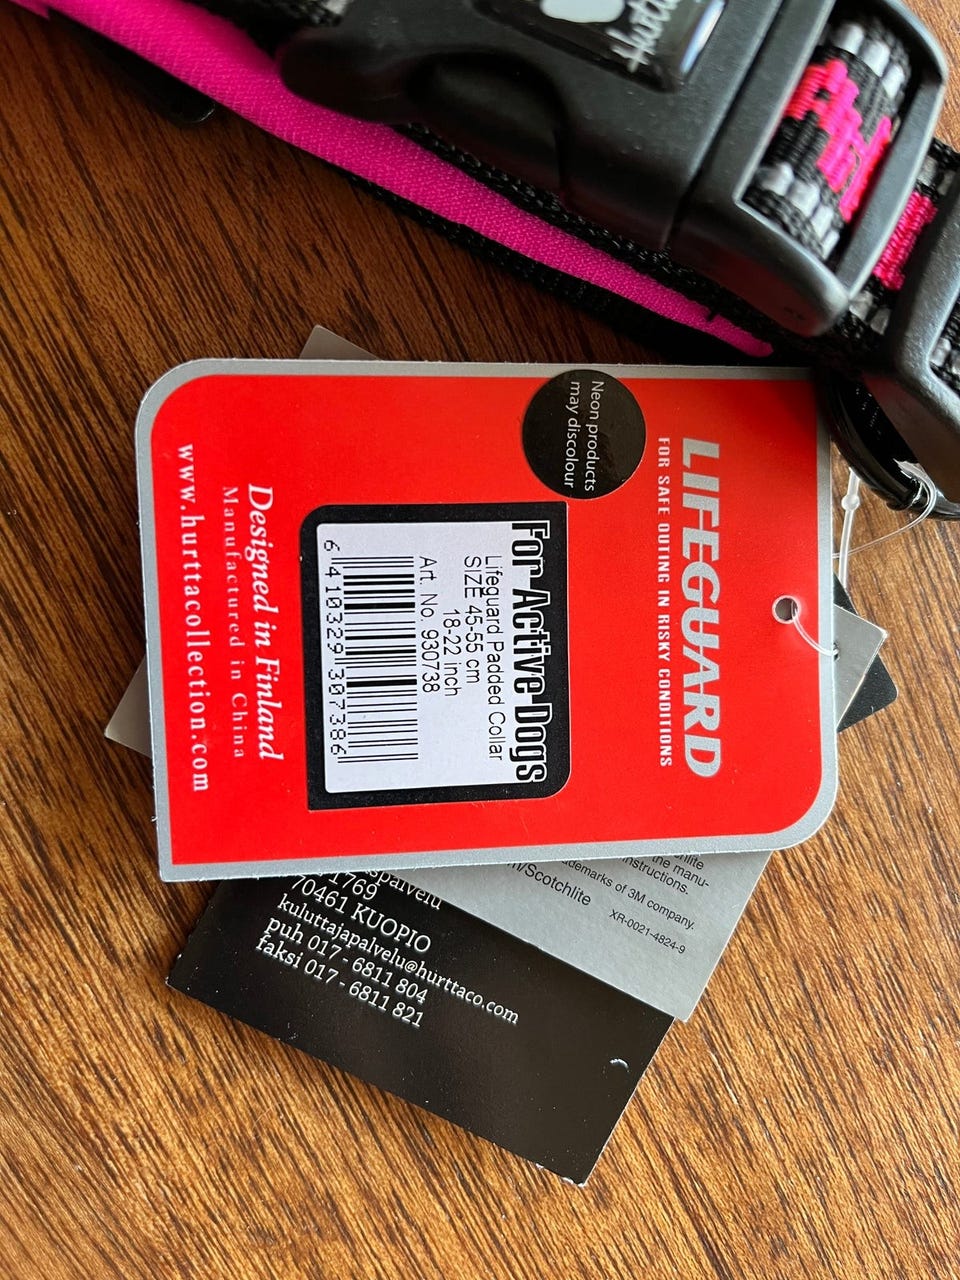 Hurtta
LIFEGUARD
FOR SAFE OUTING IN RISKY CONDITIONS
Neon products
may discolour
For Active Dogs
Lifeguard Padded Collar
SIZE 45-55 cm
18-22 inch
Art. No. 930738
6 410329 307386
Designed in Finland
Manufactured in China
www.hurttacollection.com
the manu-
instructions.
trademarks of 3M company.
m/Scotchlite
XR-0021-4824-9
spalvelu
1769
70461 KUOPIO
kuluttajapalvelu@hurttaco.com
puh 017 - 6811 804
faksi 017 - 6811 821